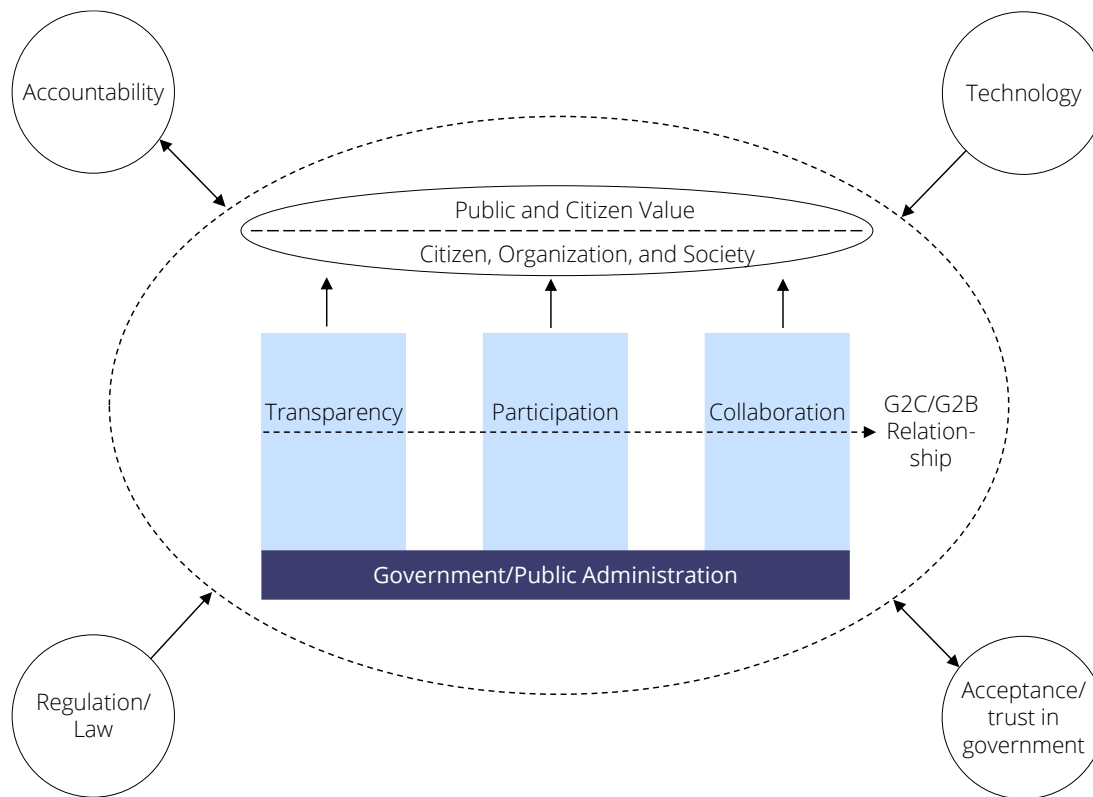 Accountability
Technology
Public and Citizen Value
Citizen, Organization, and Society
Transparency
Participation
Collaboration
G2C/G2B
Relation-
ship
Government/Public Administration
Regulation/
Law
Acceptance/
trust in
government